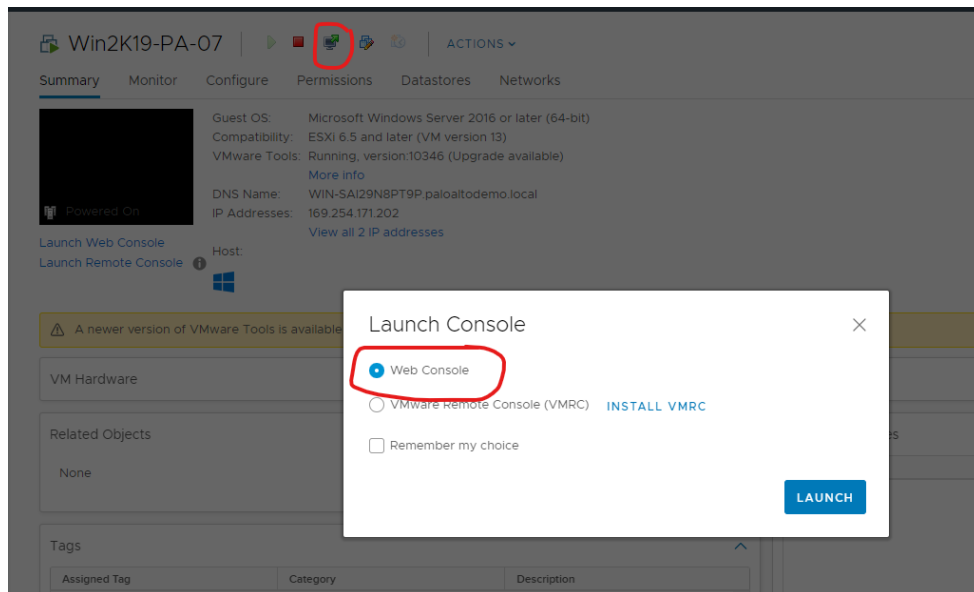 Win2K19-PA-07
ACTIONS
Summary Monitor Configure Permissions Datastores Networks
Guest OS: Microsoft Windows Server 2016 or later (64-bit)
Compatibility: ESXi 6.5 and later (VM version 13)
VMware Tools: Running, version:10346 (Upgrade available)
More info
DNS Name: WIN-SAI29N8PT9P.paloaltodemo.local
Powered On
IP Addresses: 169.254.171.202
View all 2 IP addresses
Launch Web Console
Host:
Launch Remote Console
A newer version of VMware Tools is available
Launch Console
Web Console
VMware Remote Console (VMRC) INSTALL VMRC
Remember my choice
LAUNCH
VM Hardware
Related Objects
None
Tags
Assigned Tag Category Description